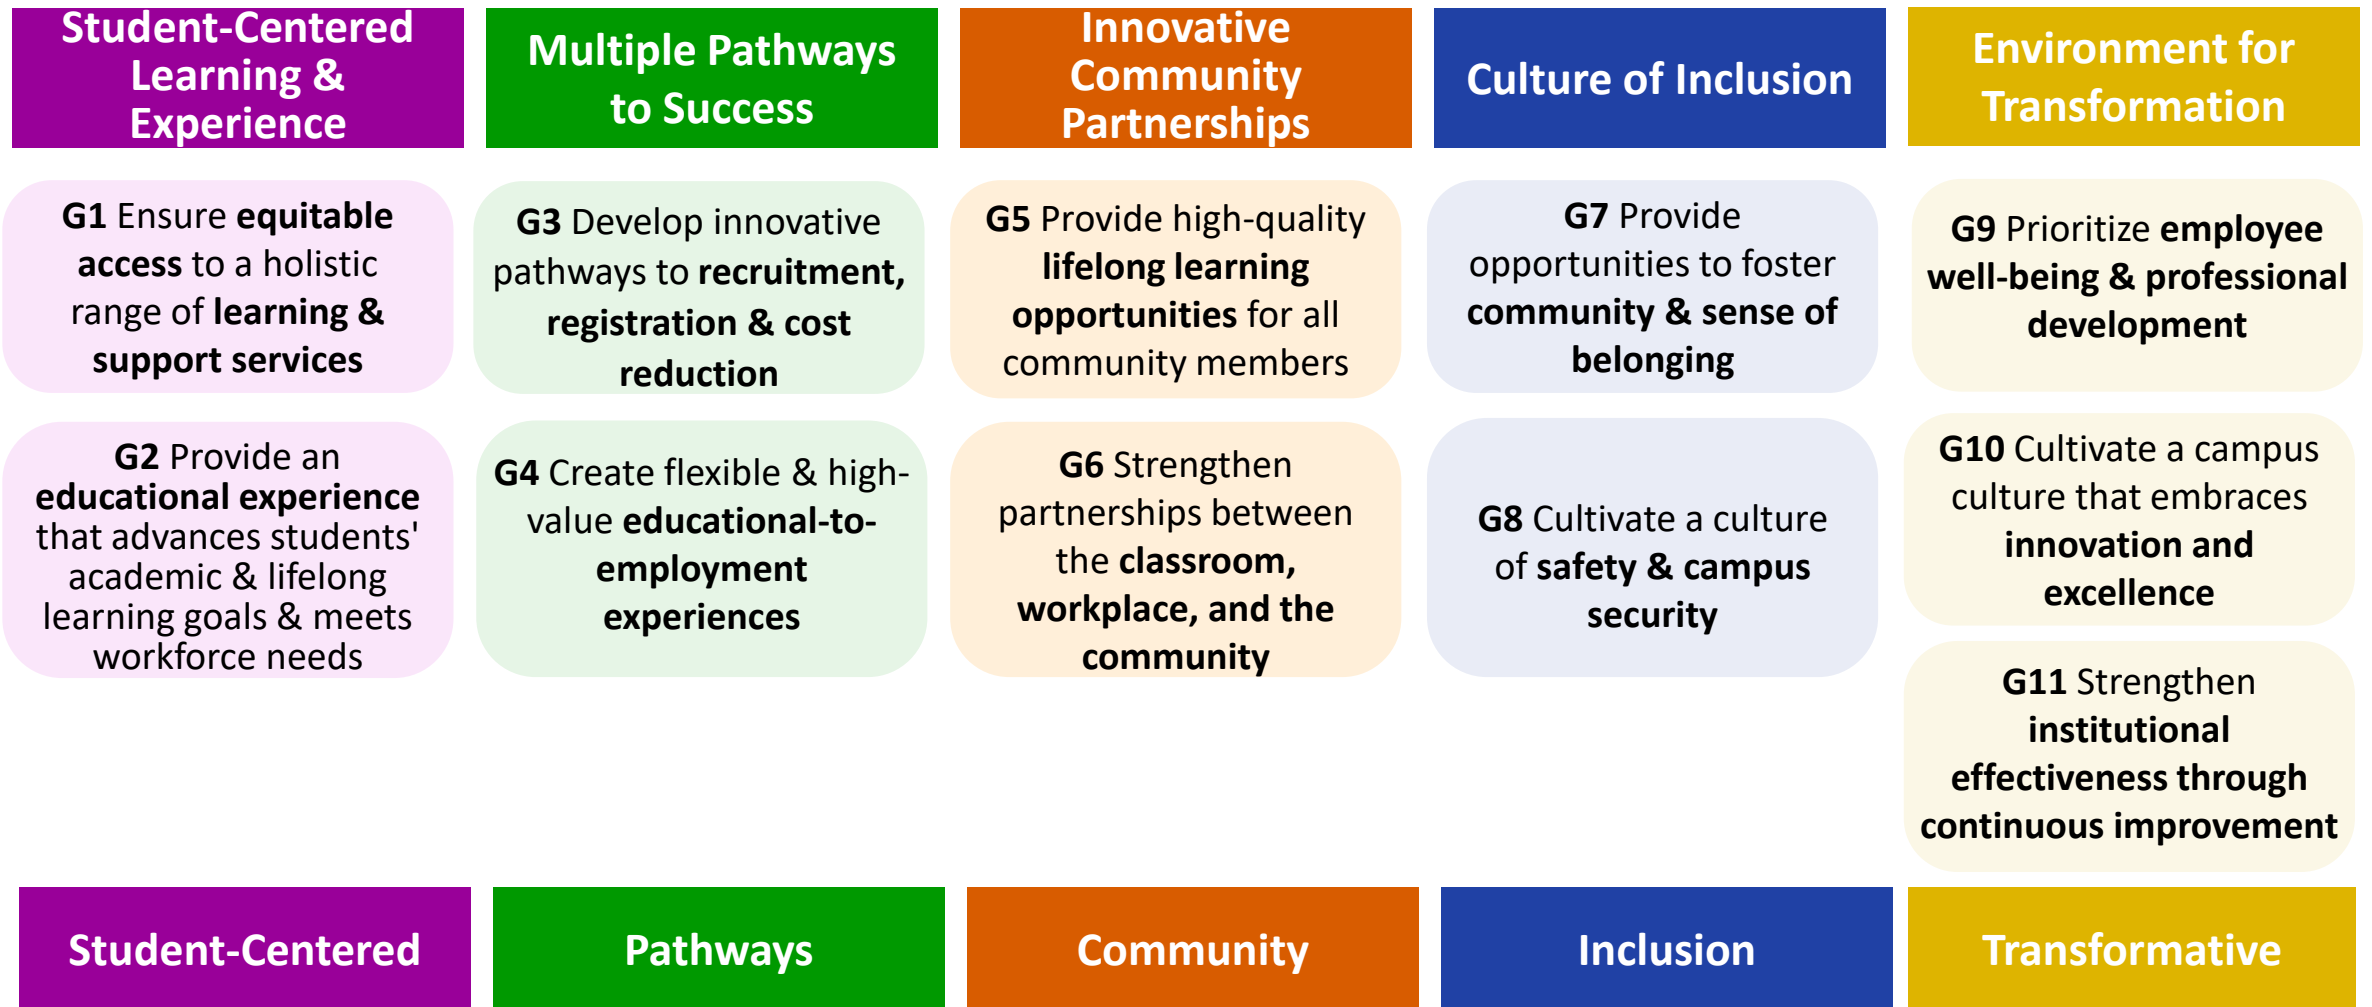 Student-Centered
Learning &
Experience
Multiple Pathways
to Success
Innovative
Community
Partnerships
Culture of Inclusion
Environment for
Transformation
G1 Ensure equitable
access to a holistic
range of learning &
support services
G3 Develop innovative
pathways to recruitment,
registration & cost
reduction
G5 Provide high-quality
lifelong learning
opportunities for all
community members
G7 Provide
opportunities to foster
community & sense of
belonging
G9 Prioritize employee
well-being & professional
development
G2 Provide an
educational experience
that advances students'
academic & lifelong
learning goals & meets
workforce needs
G4 Create flexible & high-
value educational-to-
employment
experiences
G6 Strengthen
partnerships between
the classroom,
workplace, and the
community
G8 Cultivate a culture
of safety & campus
security
G10 Cultivate a campus
culture that embraces
innovation and
excellence
G11 Strengthen
institutional
effectiveness through
continuous improvement
Student-Centered
Pathways
Community
Inclusion
Transformative